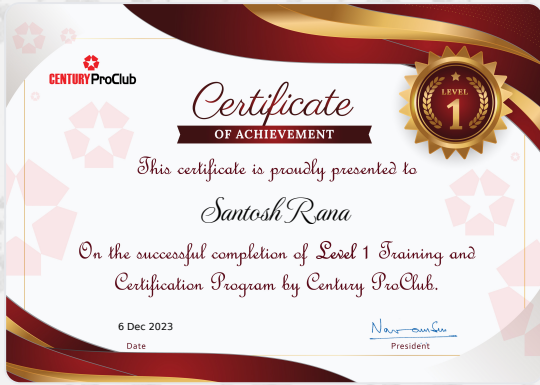 CENTURY ProClub
Certificate
OF ACHIEVEMENT
LEVEL
1
This certificate is proudly presented to
Santosh Rana
On the successful completion of Level 1 Training and
Certification Program by Century ProClub.
6 Dec 2023
Date
President